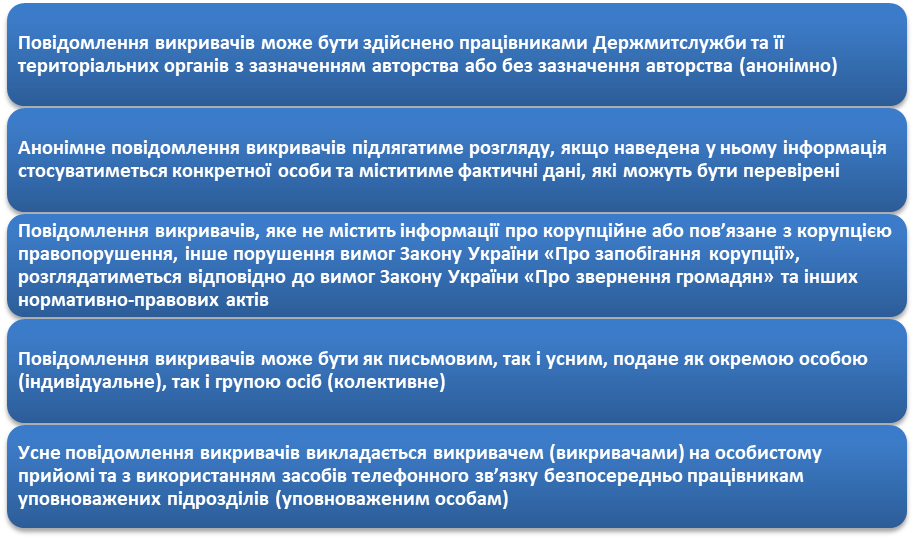 Повідомлення викривачів може бути здійснено працівниками Держмитслужби та її
територіальних органів з зазначенням авторства або без зазначення авторства (анонімно)
Анонімне повідомлення викривачів підлягатиме розгляду, якщо наведена у ньому інформація
стосуватиметься конкретної особи та міститиме фактичні дані, які можуть бути перевірені
Повідомлення викривачів, яке не містить інформації про корупційне або пов’язане з корупцією
правопорушення, інше порушення вимог Закону України «Про запобігання корупції»,
розглядатиметься відповідно до вимог Закону України «Про звернення громадян» та інших
нормативно-правових актів
Повідомлення викривачів може бути як письмовим, так і усним, подане як окремою особою
(індивідуальне), так і групою осіб (колективне)
Усне повідомлення викривачів викладається викривачем (викривачами) на особистому
прийомі та з використанням засобів телефонного зв’язку безпосередньо працівникам
уповноважених підрозділів (уповноваженим особам)